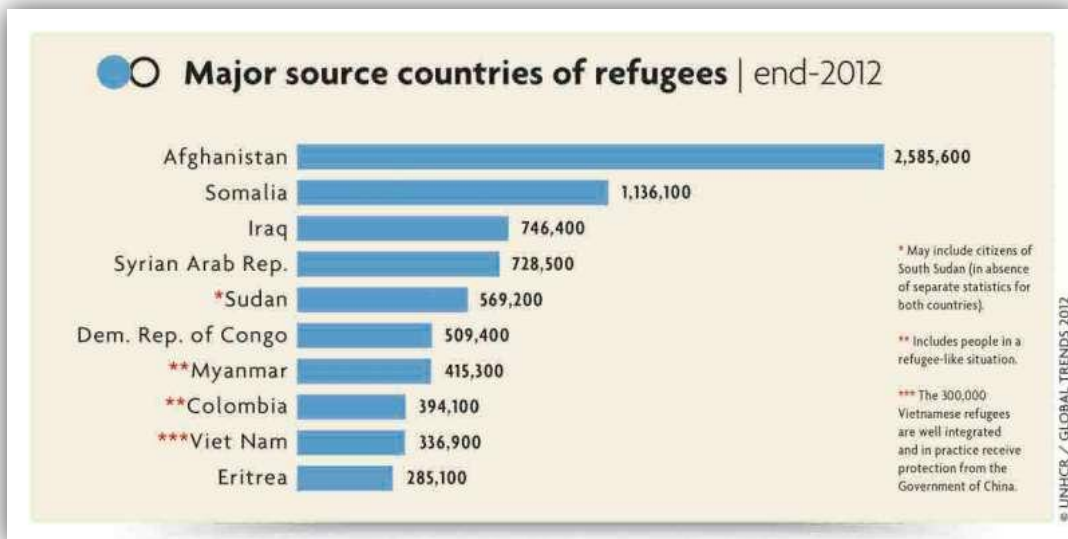 Major source countries of refugees | end-2012
Afghanistan 2,585,600
Somalia 1,136,100
Iraq 746,400
Syrian Arab Rep. 728,500
*Sudan 569,200
Dem. Rep. of Congo 509,400
**Myanmar 415,300
**Colombia 394,100
***Viet Nam 336,900
Eritrea 285,100
* May include citizens of
South Sudan (in absence
of separate statistics for
both countries).
** Includes people in a
refugee-like situation.
*** The 300,000
Vietnamese refugees
are well integrated
and in practice receive
protection from the
Government of China.
© UNHCR / GLOBAL TRENDS 2012